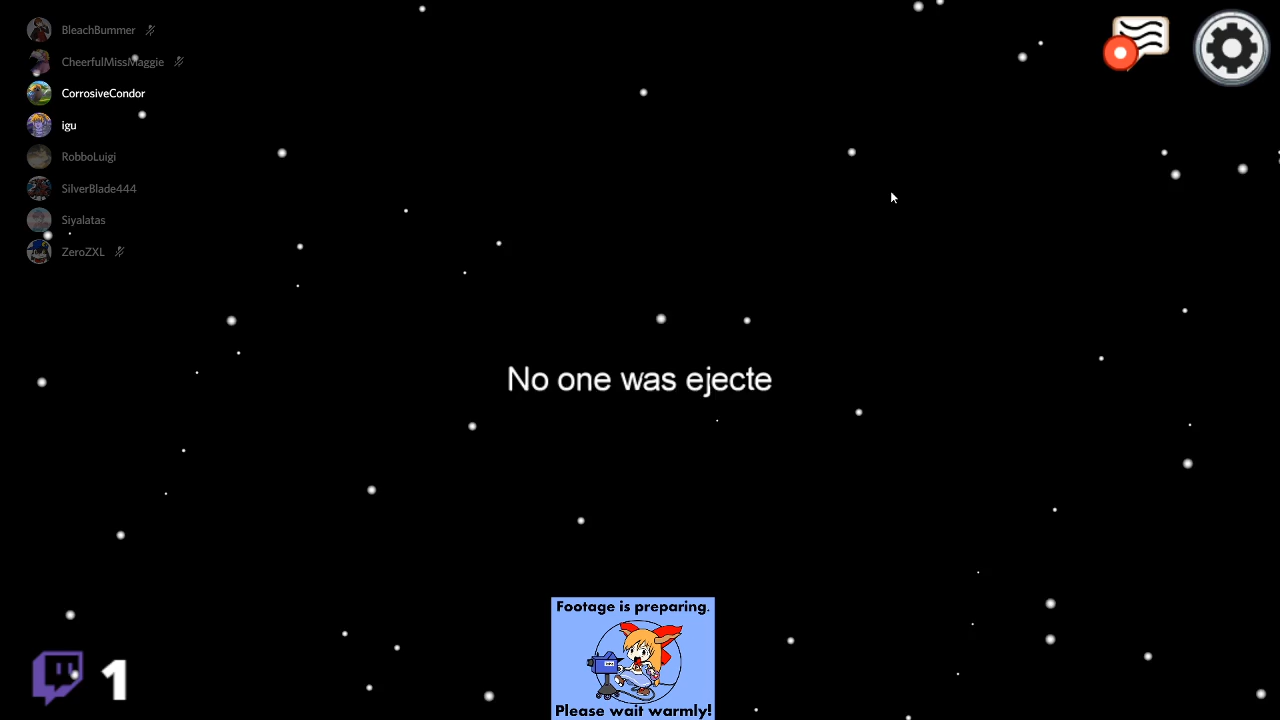 BleachBummer
CheerfulMissMaggie
CorrosiveCondor
igu
RobboLuigi
SilverBlade444
Siyalatas
ZeroZXL
No one was ejecte
Footage is preparing.
Please wait warmly!
1